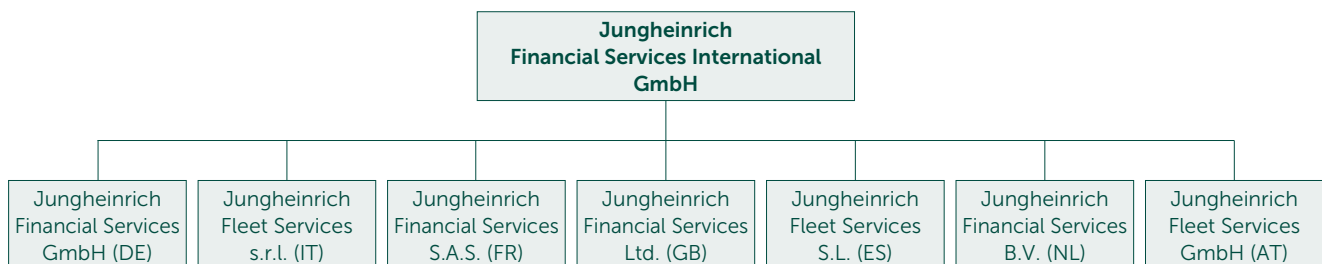 Jungheinrich
Financial Services International
GmbH
Jungheinrich
Financial Services
GmbH (DE)
Jungheinrich
Fleet Services
s.r.l. (IT)
Jungheinrich
Financial Services
S.A.S. (FR)
Jungheinrich
Financial Services
Ltd. (GB)
Jungheinrich
Fleet Services
S.L. (ES)
Jungheinrich
Financial Services
B.V. (NL)
Jungheinrich
Fleet Services
GmbH (AT)